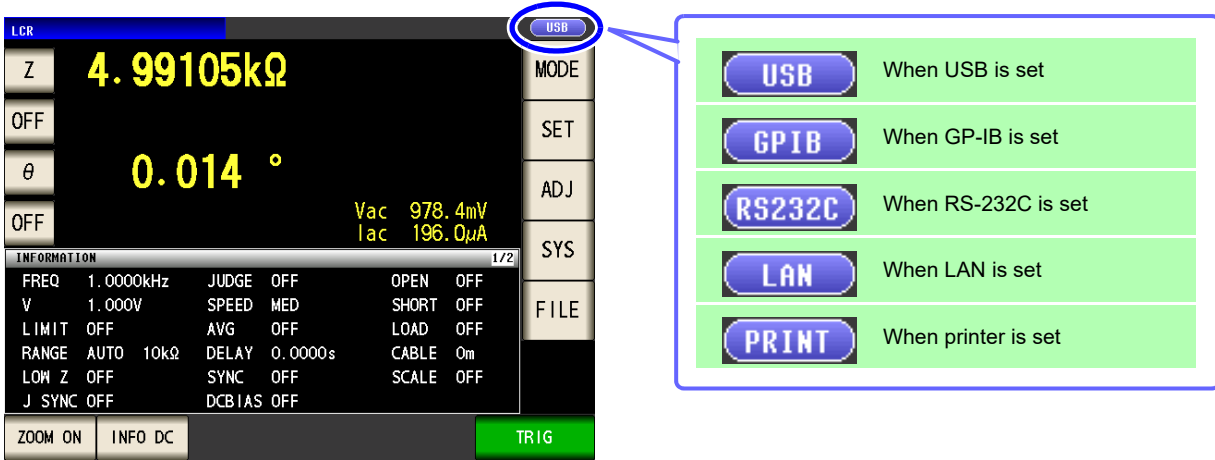 LCR
USB
Z 4.99105kΩ
OFF
θ 0.014 °
OFF
Vac 978.4mV
Iac 196.0µA
MODE
SET
ADJ
SYS
FILE
INFORMATION 1/2
FREQ 1.0000kHz JUDGE OFF OPEN OFF
V 1.000V SPEED MED SHORT OFF
LIMIT OFF AVG OFF LOAD OFF
RANGE AUTO 10kΩ DELAY 0.0000s CABLE 0m
LOW Z OFF SYNC OFF SCALE OFF
J SYNC OFF DCBIAS OFF
ZOOM ON INFO DC TRIG
USB When USB is set
GPIB When GP-IB is set
RS232C When RS-232C is set
LAN When LAN is set
PRINT When printer is set